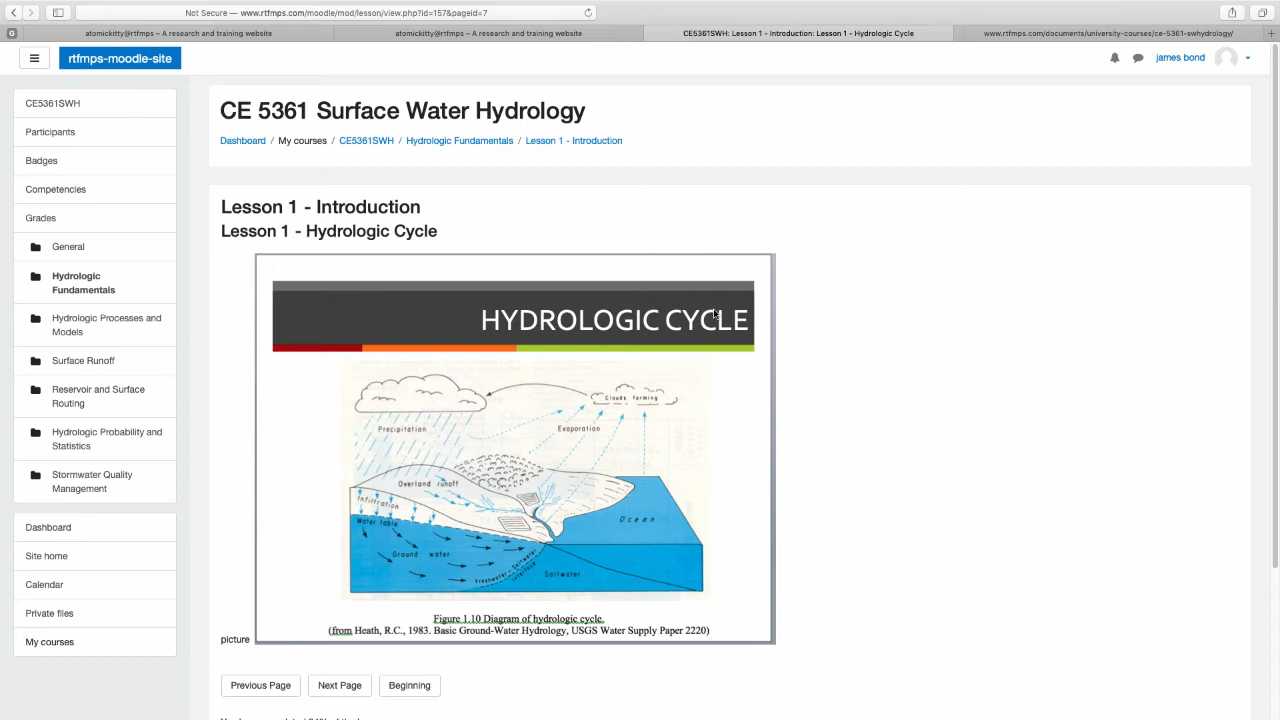 Not Secure — www.rtfmps.com/moodle/mod/lesson/view.php?id=157&pageid=7
G
atomickitty@rtfmps – A research and training website
atomickitty@rtfmps – A research and training website
CE5361SWH: Lesson 1 - Introduction: Lesson 1 - Hydrologic Cycle
www.rtfmps.com/documents/university-courses/ce-5361-swhydrology/
rtfmps-moodle-site
james bond
CE5361SWH
Participants
Badges
Competencies
Grades
General
Hydrologic
Fundamentals
Hydrologic Processes and
Models
Surface Runoff
Reservoir and Surface
Routing
Hydrologic Probability and
Statistics
Stormwater Quality
Management
Dashboard
Site home
Calendar
Private files
My courses
CE 5361 Surface Water Hydrology
Dashboard / My courses / CE5361SWH / Hydrologic Fundamentals / Lesson 1 - Introduction
Lesson 1 - Introduction
Lesson 1 - Hydrologic Cycle
HYDROLOGIC CYCLE
Clouds forming
Precipitation
Evaporation
Overland runoff
Infiltration
Water table
Ocean
Ground water
Freshwater - Saltwater
interface
Saltwater
Figure 1.10 Diagram of hydrologic cycle.
(from Heath, R.C., 1983. Basic Ground-Water Hydrology, USGS Water Supply Paper 2220)
picture
Previous Page
Next Page
Beginning